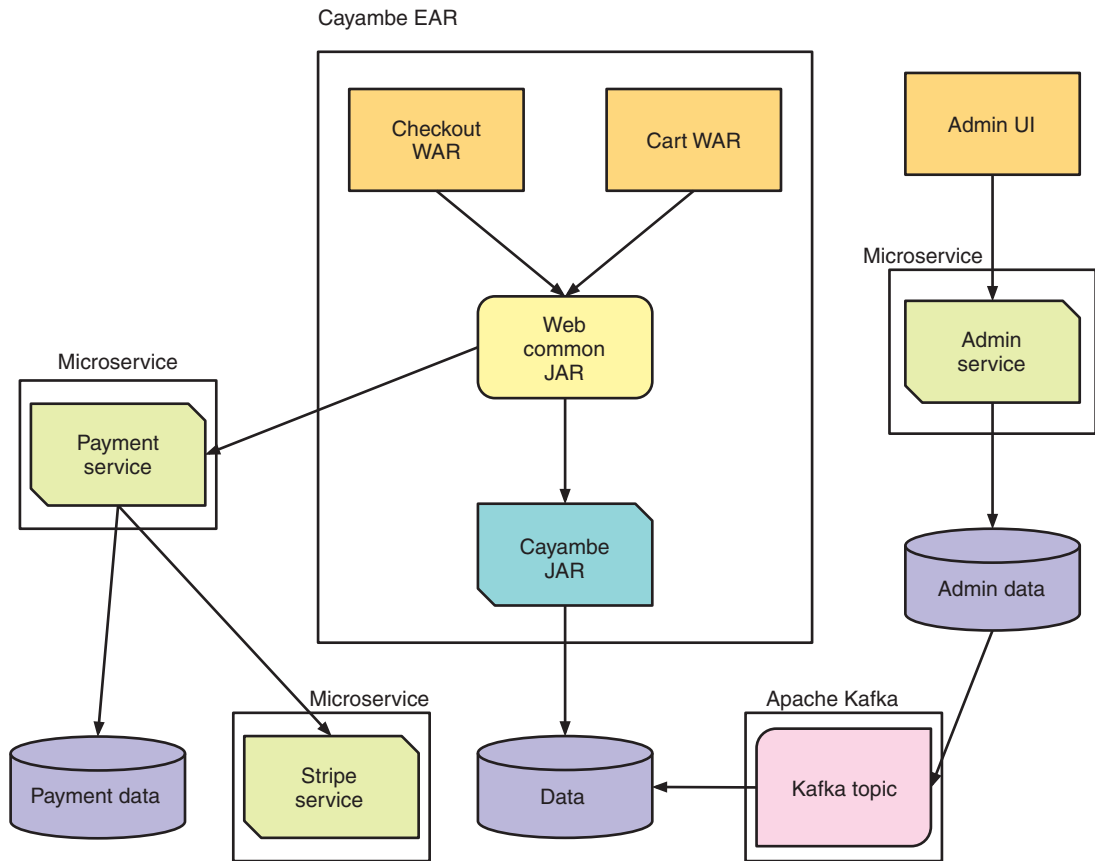 Cayambe EAR
Checkout
WAR
Cart WAR
Admin UI
Microservice
Web
common
JAR
Admin
service
Microservice
Payment
service
Cayambe
JAR
Admin data
Microservice
Apache Kafka
Payment data
Stripe
service
Data
Kafka topic